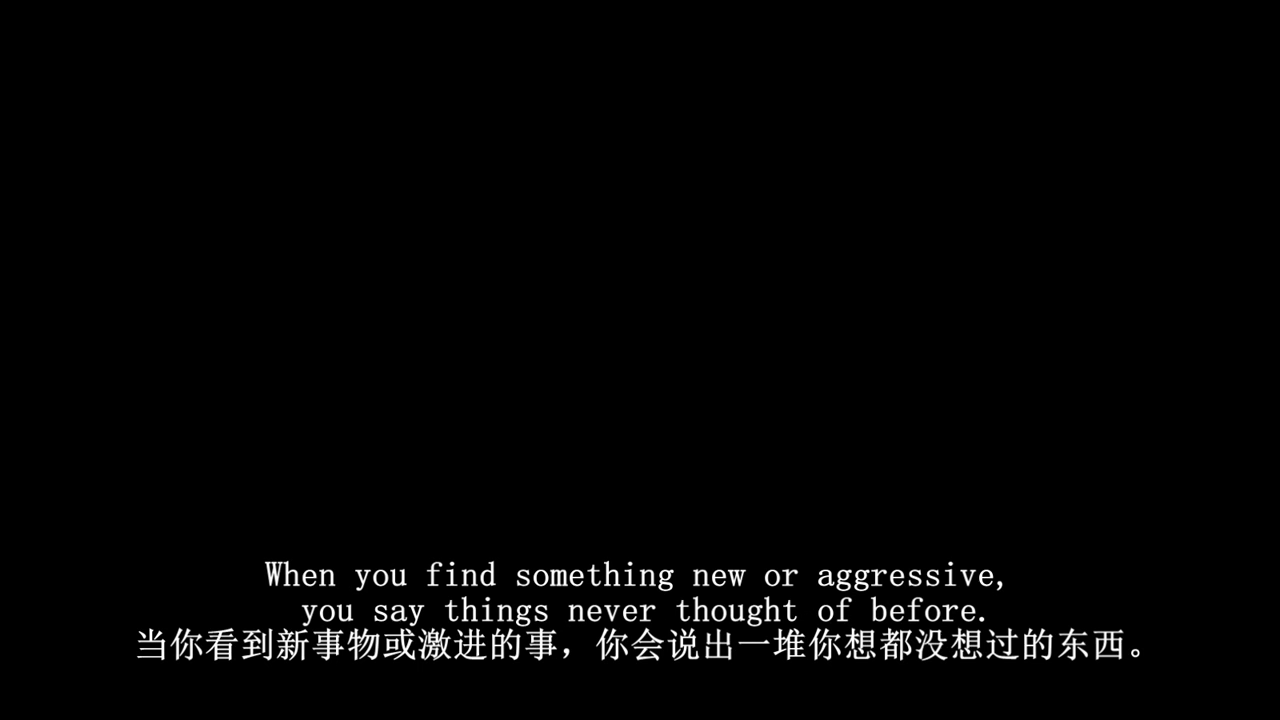 When you find something new or aggressive,
you say things never thought of before.
当你看到新事物或激进的事，你会说出一堆你想都没想过的东西。